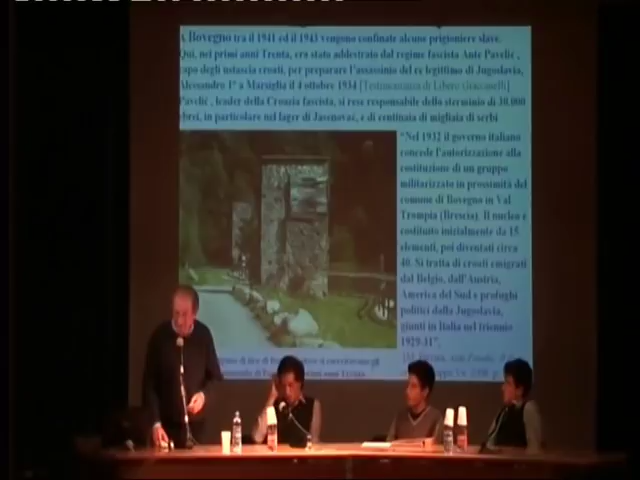 A Bovegno tra il 1941 ed il 1943 vengono confinate alcune prigioniere slave.
Qui, nei primi anni Trenta, era stato addestrato dal regime fascista Ante Pavelic,
capo degli ustascia croati, per preparare l'assassinio del re legittimo di Jugoslavia,
Alessandro 1° a Marsiglia il 4 ottobre 1934 [Testimonianza di Libero
Pavelic, leader della Croazia fascista, si rese responsabile dello sterminio di 30.000
ebrei, in particolare nel lager di Jasenovac, e di centinaia di migliaia di serbi
"Nel 1932 il governo italiano
concede l'autorizzazione alla
costituzione di un gruppo
militarizzato in prossimità del
comune di Bovegno in Val
Trompia (Brescia). Il nucleo è
costituito inizialmente da 15
elementi, poi diventati circa
40. Si tratta di croati emigrati
dal Belgio, dall'Austria,
America del Sud e profughi
politici dalla Jugoslavia,
giunti in Italia nel triennio
1929-31".